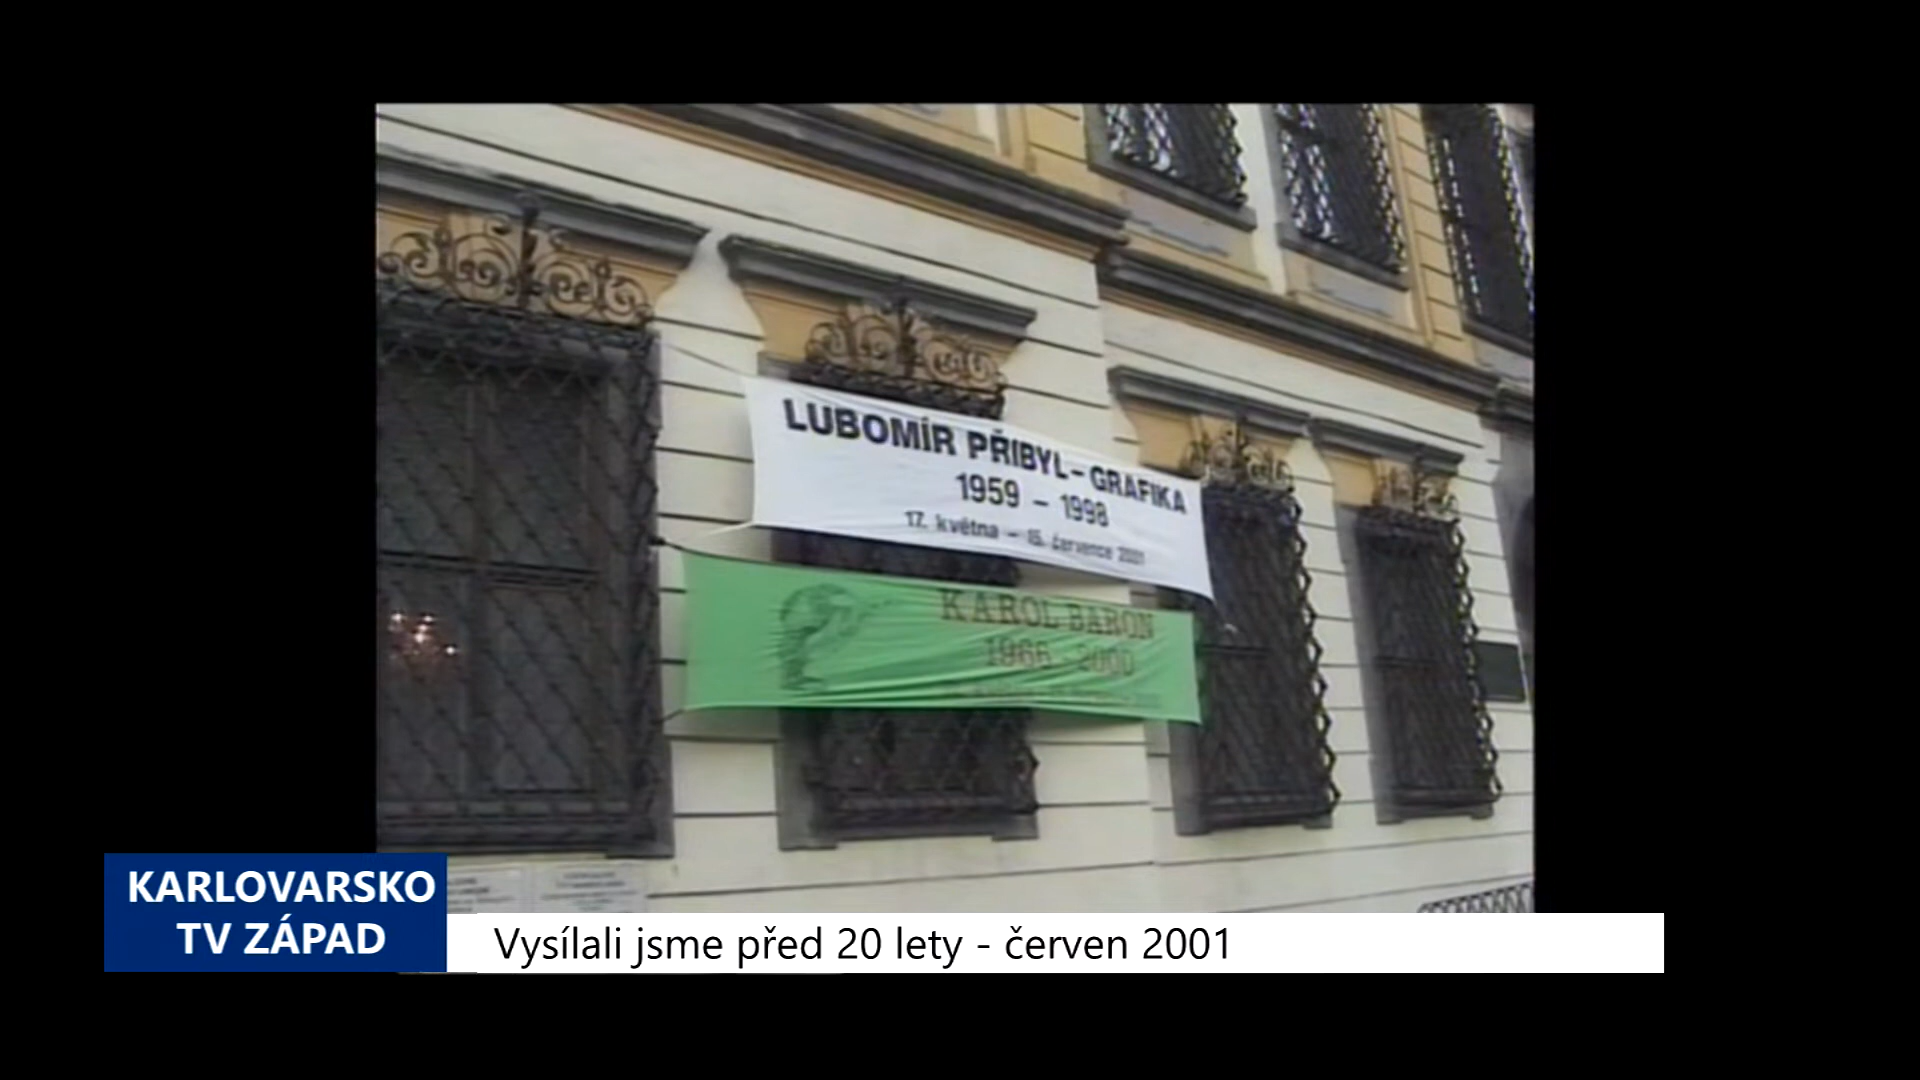 LUBOMÍR PŘIBYL - GRAFIKA
1959 - 1998
17. května - 15. července 2001
KAROL BARON
1966 - 2000
KARLOVARSKO
TV ZÁPAD
Vysílali jsme před 20 lety - červen 2001